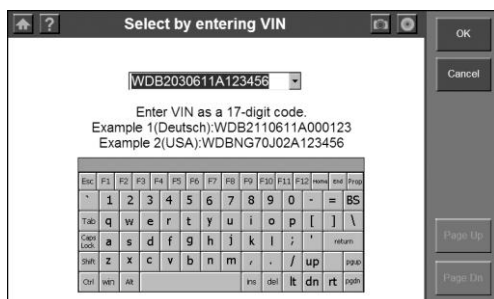 ? Select by entering VIN
OK
Cancel
WDB2030611A123456
Enter VIN as a 17-digit code.
Example 1(Deutsch):WDB2110611A000123
Example 2(USA):WDBNG70J02A123456
Esc F1 F2 F3 F4 F5 F6 F7 F8 F9 F10 F11 F12 Home End Prop
` 1 2 3 4 5 6 7 8 9 0 - = BS
Tab q w e r t y u i o p [ ] \
Caps Lock a s d f g h j k l ; ' return
Shift z x c v b n m , . / up pgup
Ctrl win Alt ins del lt dn rt pgdn
Page Up
Page Dn